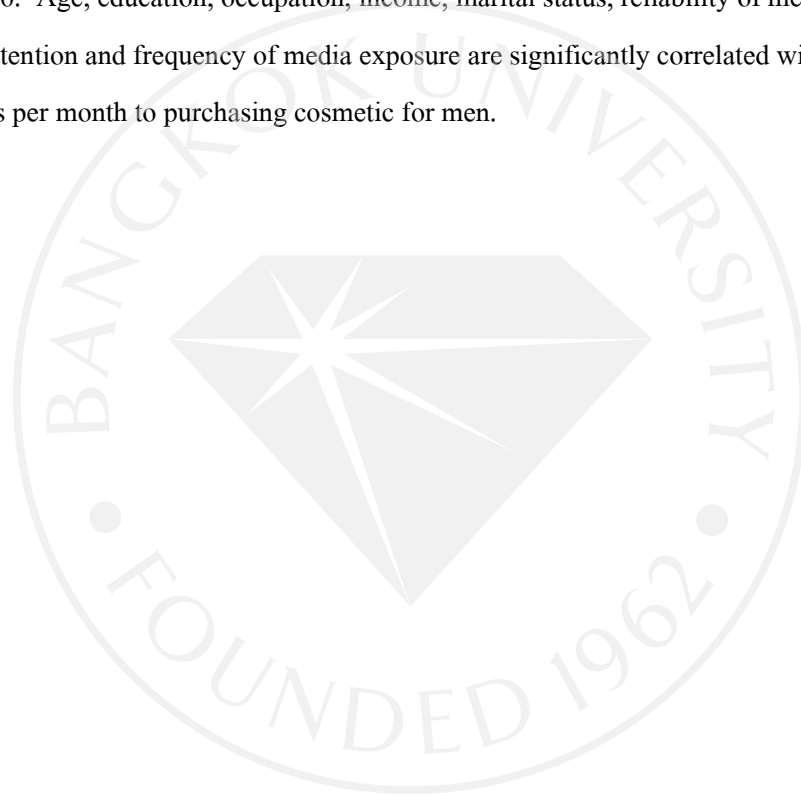 6. Age, education, occupation, income, marital status, reliability of
tention and frequency of media exposure are significantly correlated
s per month to purchasing cosmetic for men.
BANGKOK UNIVERSITY
FOUNDED 1962